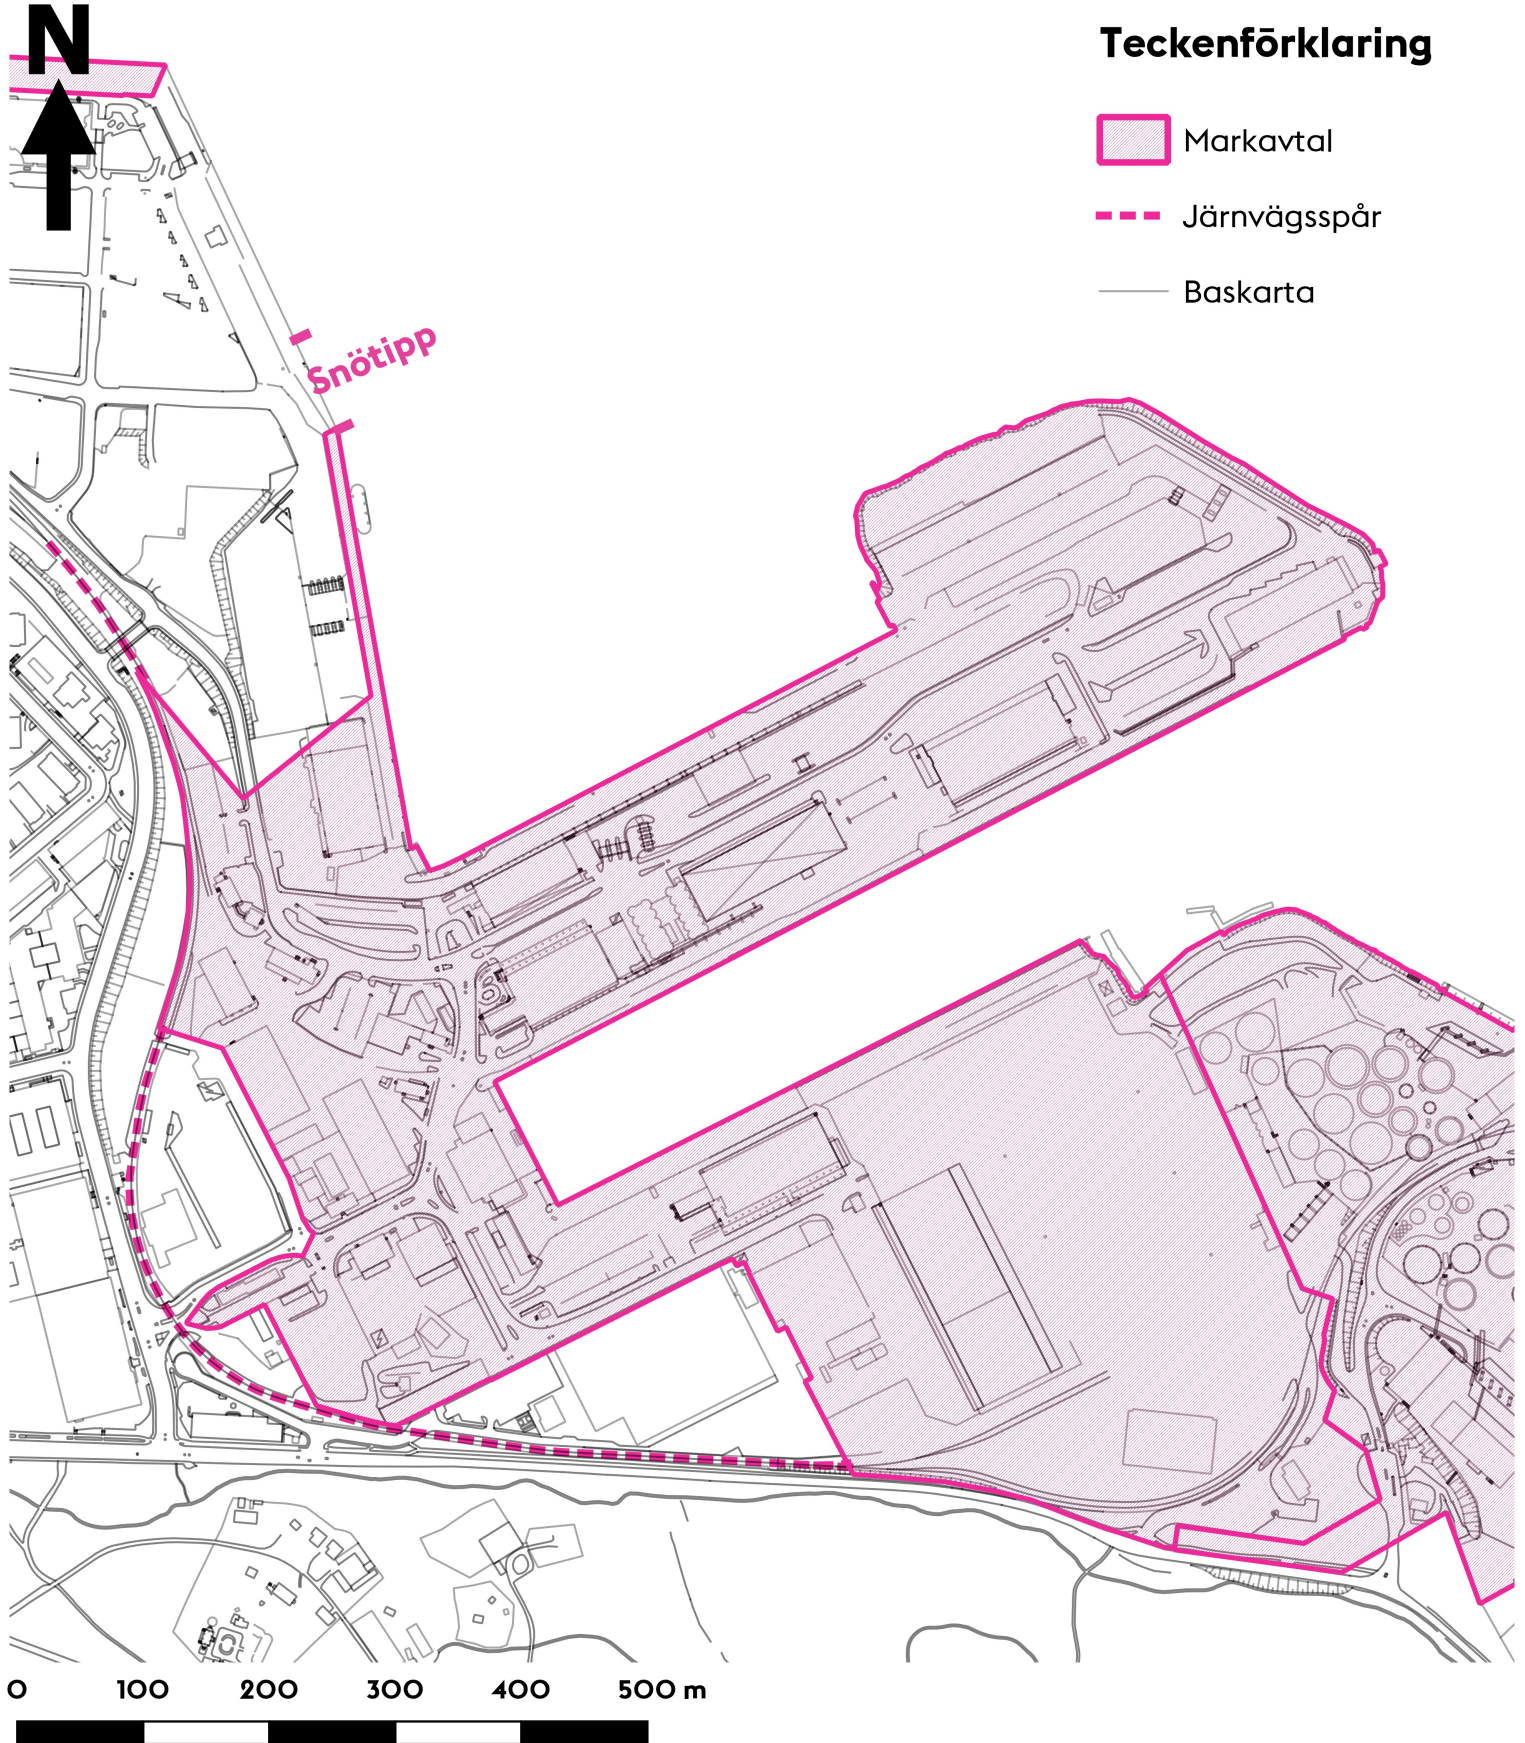 N
Teckenförklaring
Markavtal
Järnvägsspår
Baskarta
Snötipp
0 100 200 300 400 500 m